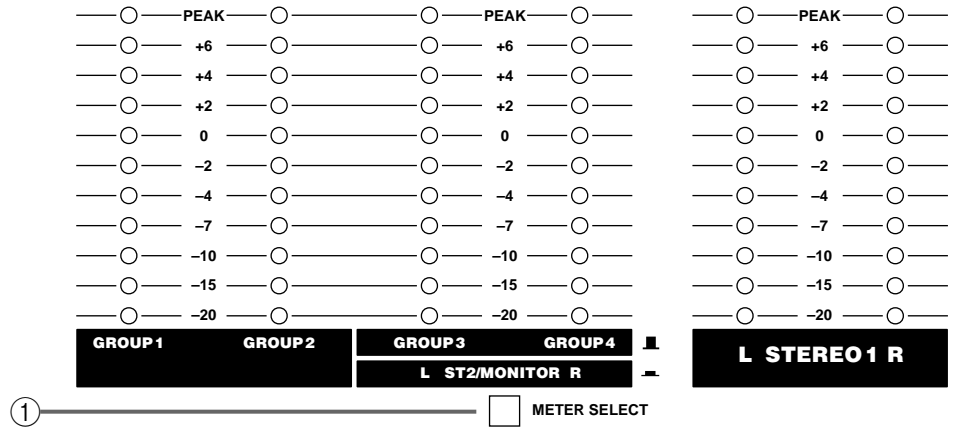 PEAK PEAK PEAK
+6 +6 +6
+4 +4 +4
+2 +2 +2
0 0 0
–2 –2 –2
–4 –4 –4
–7 –7 –7
–10 –10 –10
–15 –15 –15
–20 –20 –20
GROUP1 GROUP2 GROUP3 GROUP4
L STEREO1 R
L ST2/MONITOR R
1 METER SELECT